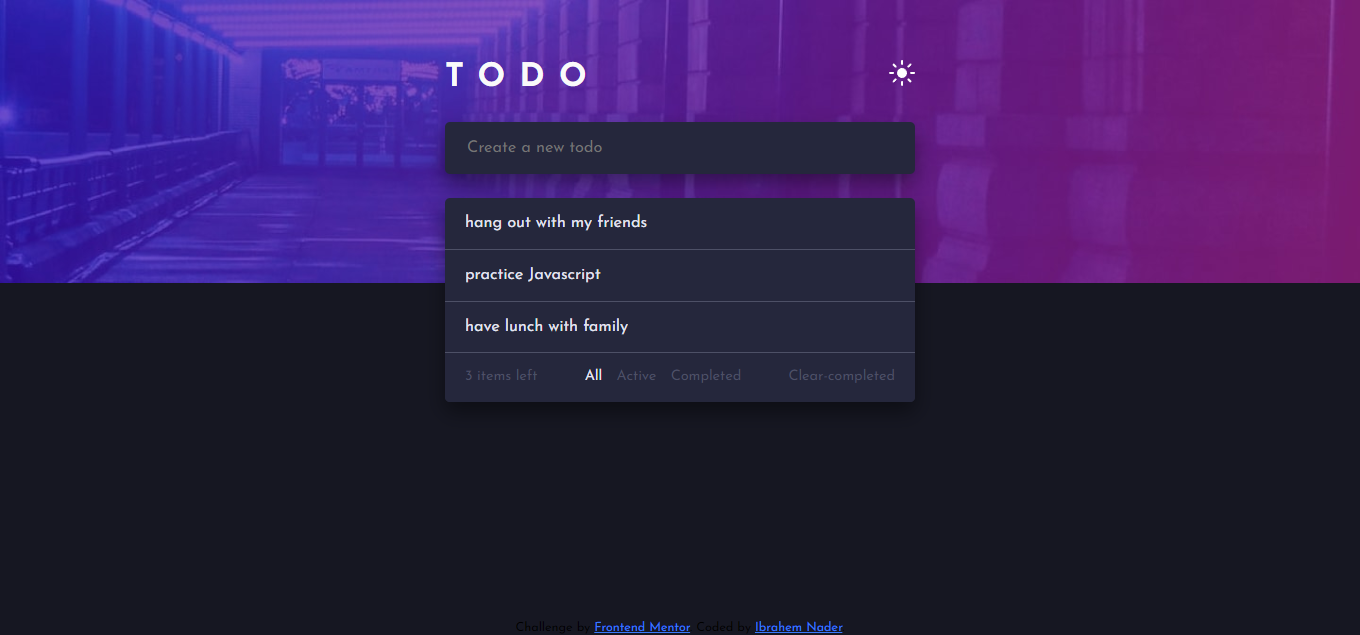 TODO
Create a new todo
hang out with my friends
practice Javascript
have lunch with family
3 items left All Active Completed Clear-completed
Challenge by Frontend Mentor. Coded by Ibrahem Nader